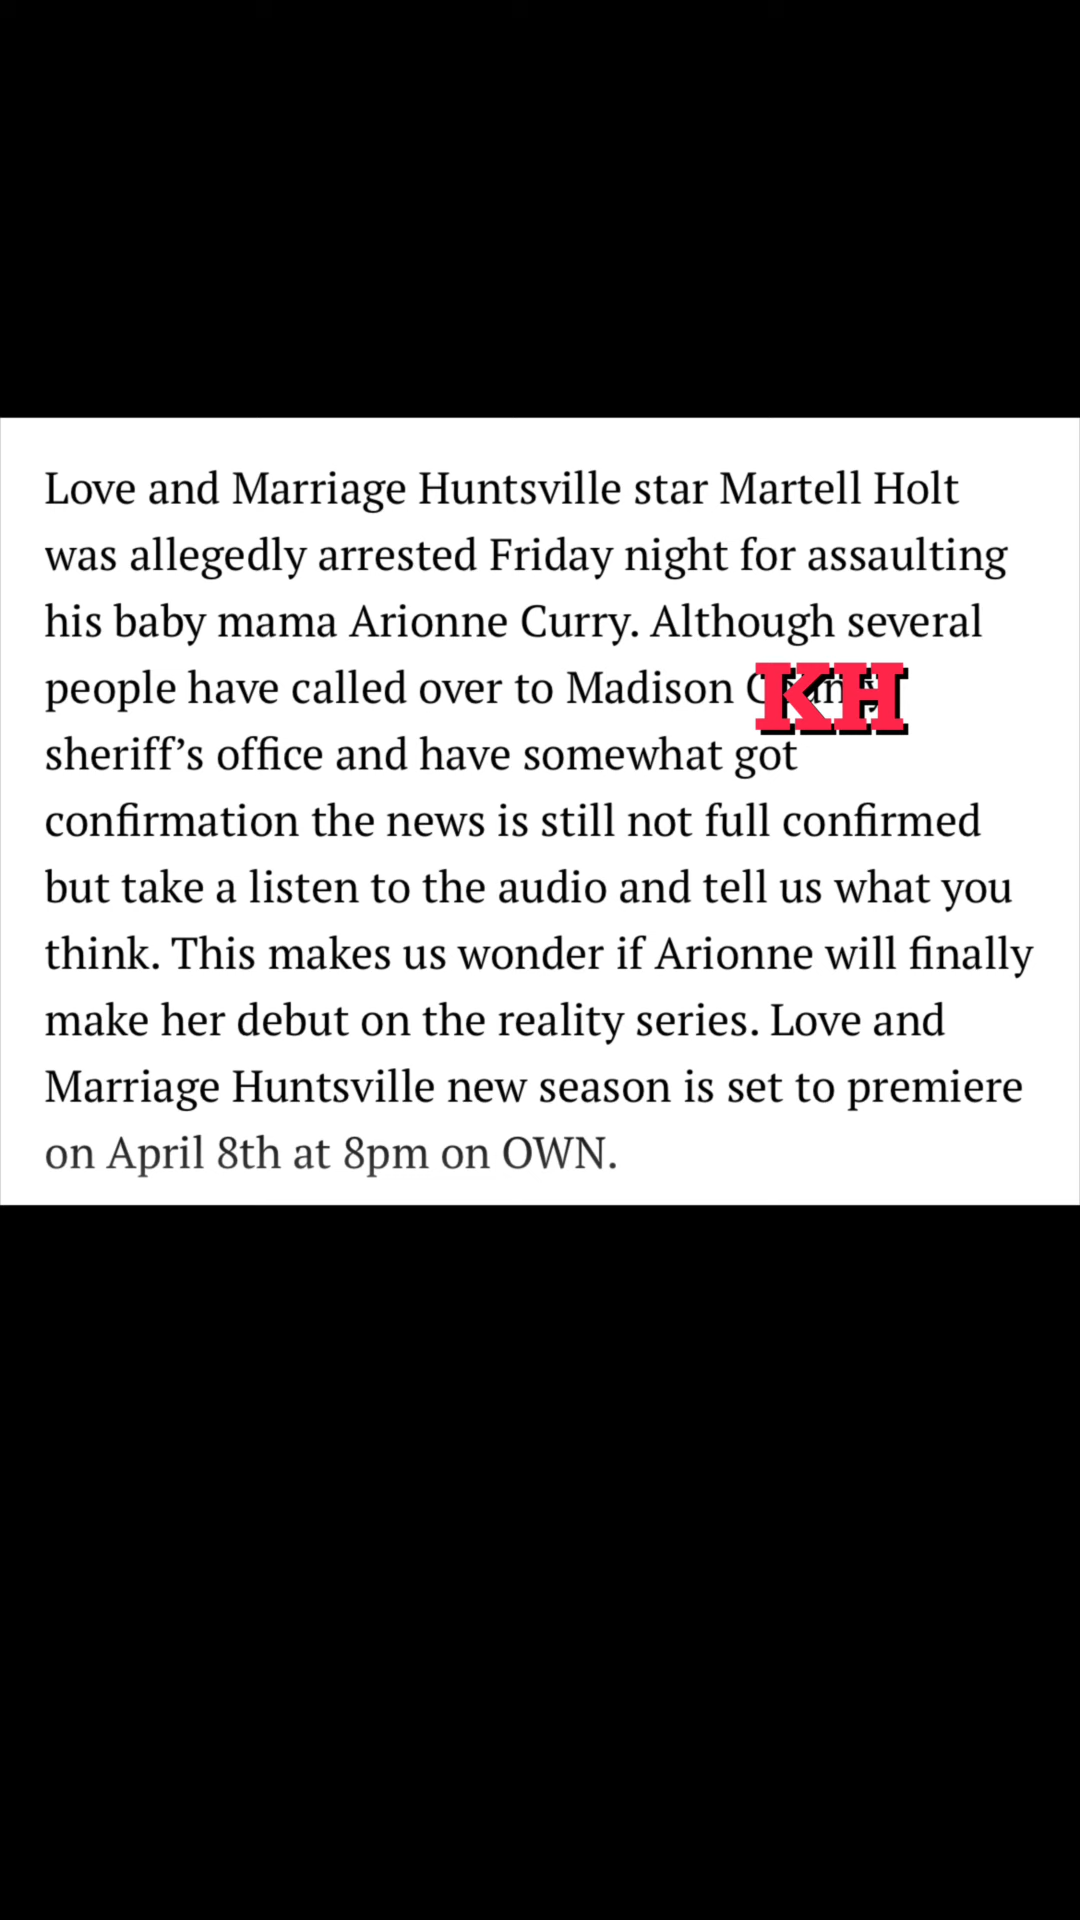 Love and Marriage Huntsville star Martell Holt
was allegedly arrested Friday night for assaulting
his baby mama Arionne Curry. Although several
people have called over to Madison County
KH
sheriff’s office and have somewhat got
confirmation the news is still not full confirmed
but take a listen to the audio and tell us what you
think. This makes us wonder if Arionne will finally
make her debut on the reality series. Love and
Marriage Huntsville new season is set to premiere
on April 8th at 8pm on OWN.